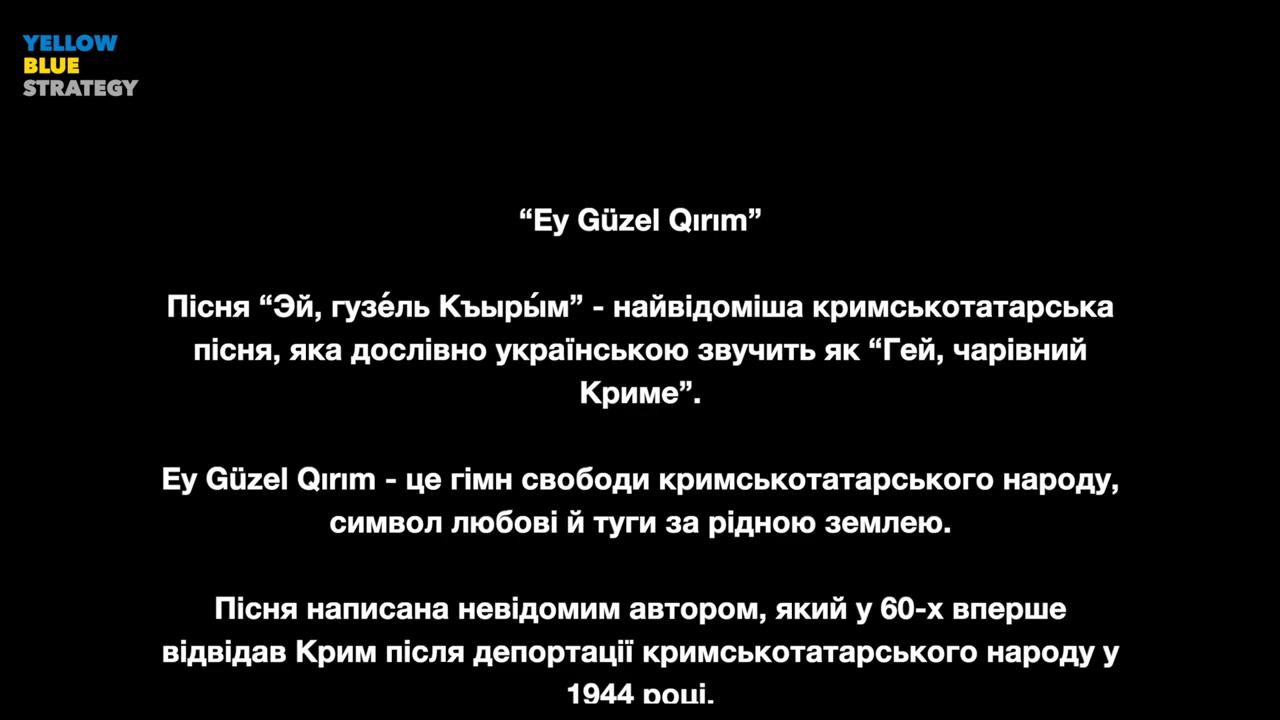 YELLOW
BLUE
STRATEGY
“Ey Güzel Qırım”
Пісня “Эй, гузе́ль Къыры́м” - найвідоміша кримськотатарська
пісня, яка дослівно українською звучить як “Гей, чарівний
Криме”.
Ey Güzel Qırım - це гімн свободи кримськотатарського народу,
символ любові й туги за рідною землею.
Пісня написана невідомим автором, який у 60-х вперше
відвідав Крим після депортації кримськотатарського народу у
1944 році.